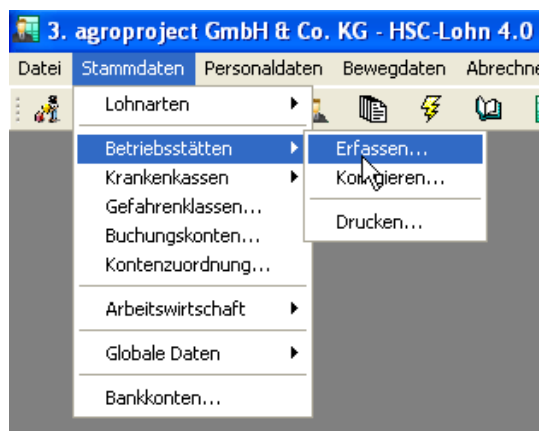 3. agroproject GmbH & Co. KG - HSC-Lohn 4.0
Datei Stammdaten Personaldaten Bewegdaten Abrechne
Lohnarten
Betriebsstätten
Krankenkassen
Gefahrenklassen...
Buchungskonten...
Kontenzuordnung...
Arbeitswirtschaft
Globale Daten
Bankkonten...
Erfassen...
Korrigieren...
Drucken...